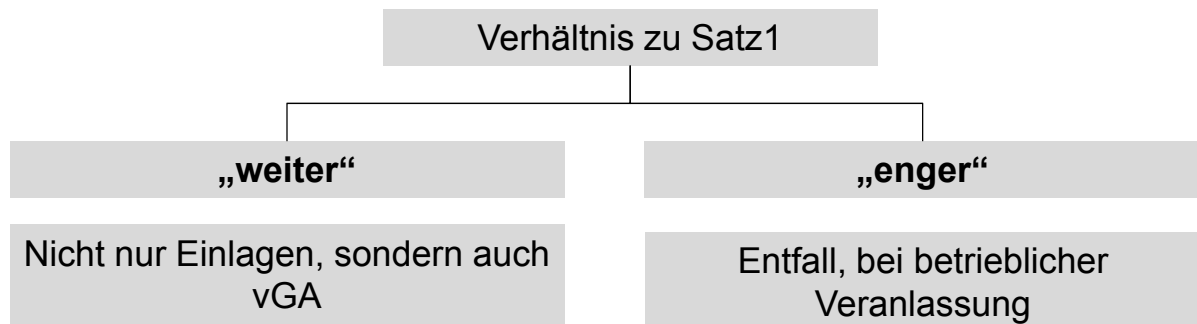 Verhältnis zu Satz1
„weiter“
„enger“
Nicht nur Einlagen, sondern auch
vGA
Entfall, bei betrieblicher
Veranlassung